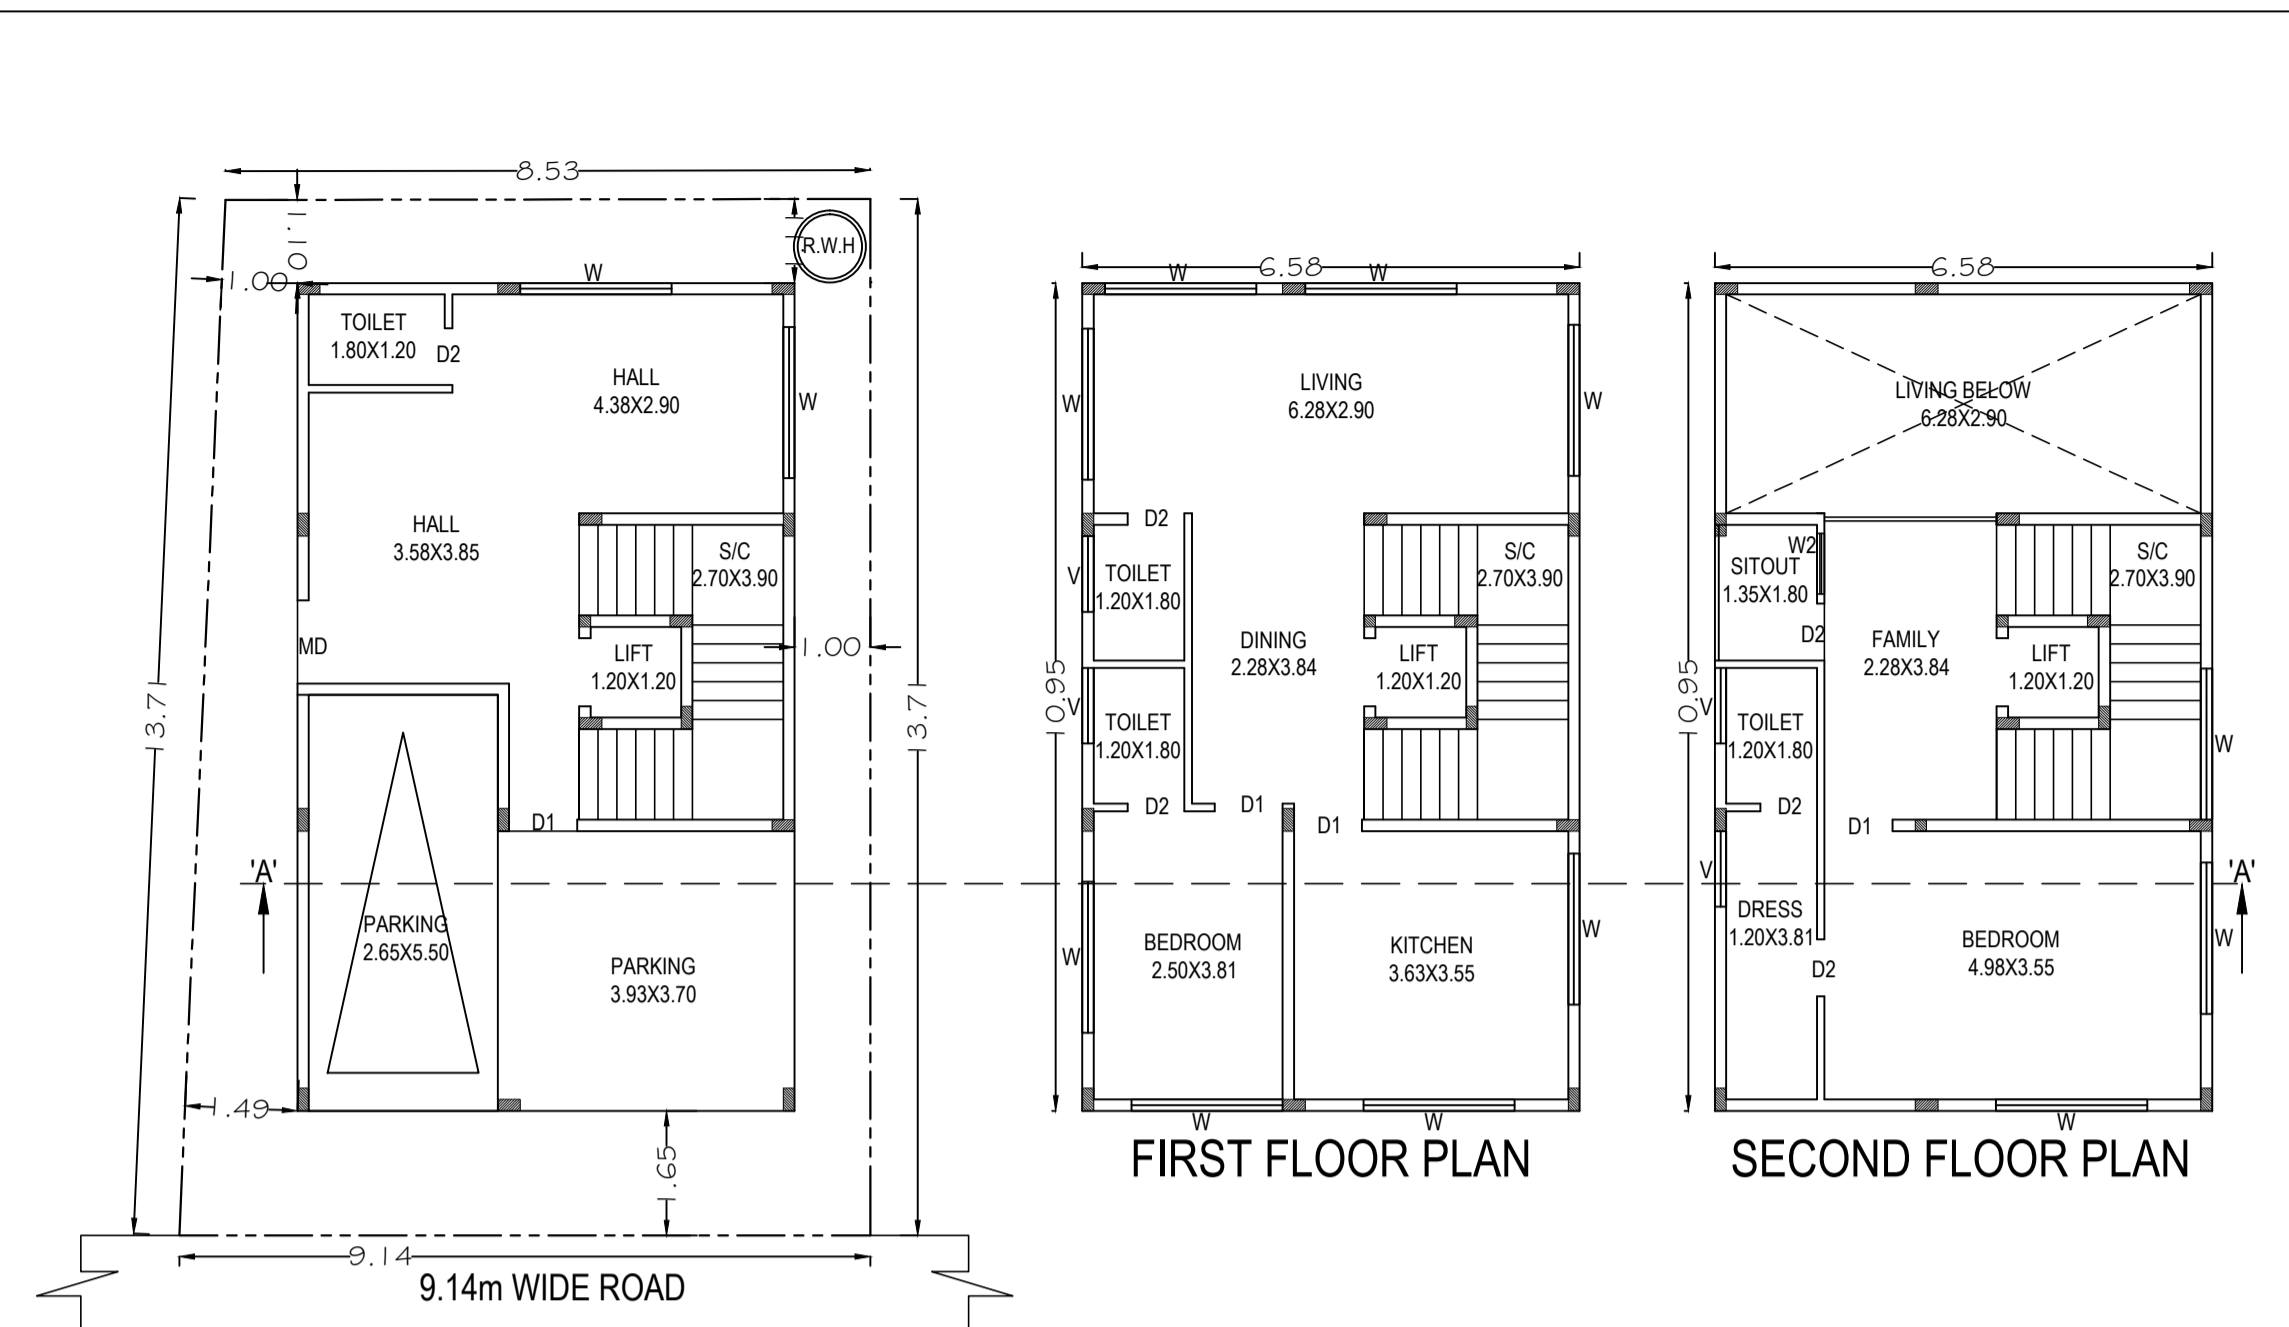 8.53
1.10
1.00
R.W.H
W
TOILET
1.80X1.20
D2
HALL
4.38X2.90
W
HALL
3.58X3.85
S/C
2.70X3.90
MD
LIFT
1.20X1.20
1.00
13.71
13.71
D1
'A'
PARKING
2.65X5.50
PARKING
3.93X3.70
1.49
1.65
9.14
9.14m WIDE ROAD
6.58
W
W
LIVING
6.28X2.90
W
W
D2
V
TOILET
1.20X1.80
S/C
2.70X3.90
DINING
2.28X3.84
LIFT
1.20X1.20
10.95
V
TOILET
1.20X1.80
D2
D1
D1
W
BEDROOM
2.50X3.81
KITCHEN
3.63X3.55
W
W
W
FIRST FLOOR PLAN
6.58
LIVING BELOW
6.28X2.90
W2
SITOUT
1.35X1.80
S/C
2.70X3.90
D2
FAMILY
2.28X3.84
LIFT
1.20X1.20
10.95
V
TOILET
1.20X1.80
W
D2
D1
V
'A'
DRESS
1.20X3.81
BEDROOM
4.98X3.55
W
D2
W
SECOND FLOOR PLAN